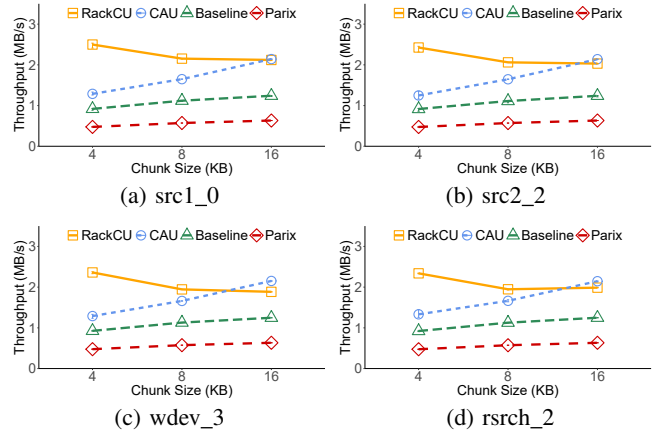 RackCU CAU Baseline Parix
Throughput (MB/s)
3
2
1
0
4 8 16
Chunk Size (KB)
(a) src1_0
RackCU CAU Baseline Parix
Throughput (MB/s)
3
2
1
0
4 8 16
Chunk Size (KB)
(b) src2_2
RackCU CAU Baseline Parix
Throughput (MB/s)
3
2
1
0
4 8 16
Chunk Size (KB)
(c) wdev_3
RackCU CAU Baseline Parix
Throughput (MB/s)
3
2
1
0
4 8 16
Chunk Size (KB)
(d) rsrch_2